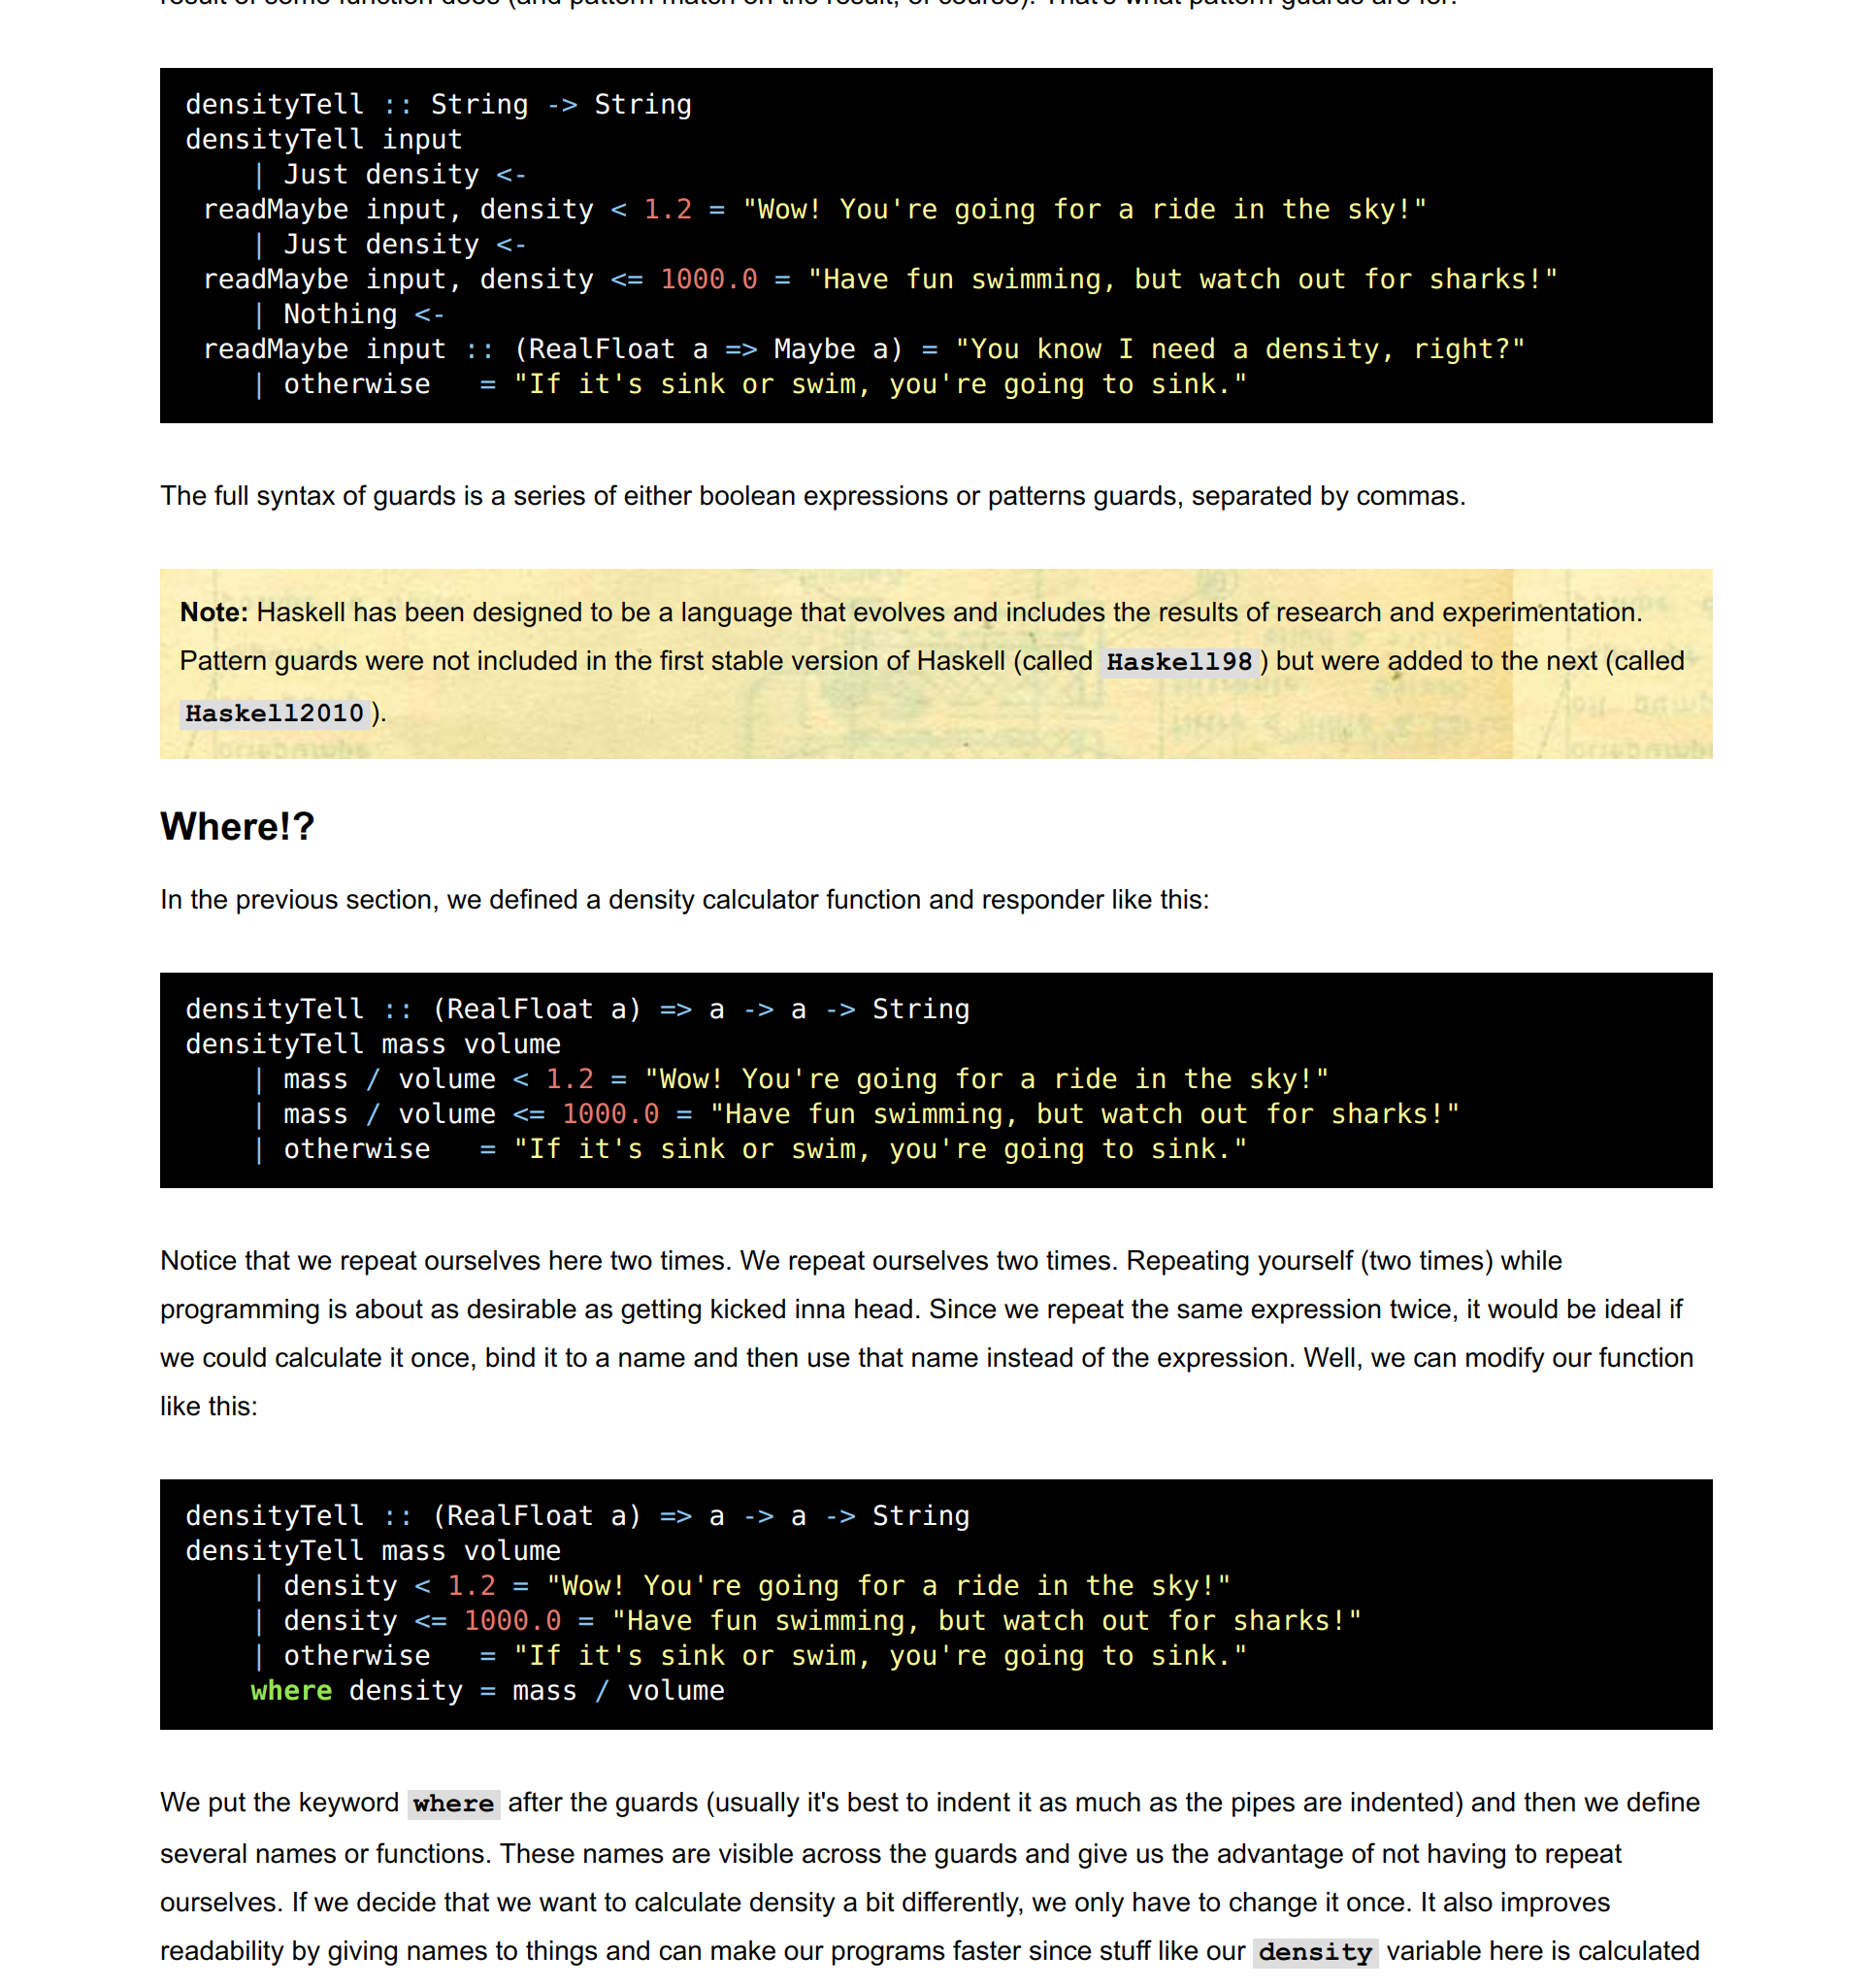 result of some function does (and pattern match on the result, of course). That's what pattern guards are for!
densityTell :: String -> String
densityTell input
    | Just density <-
 readMaybe input, density < 1.2 = "Wow! You're going for a ride in the sky!"
    | Just density <-
 readMaybe input, density <= 1000.0 = "Have fun swimming, but watch out for sharks!"
    | Nothing <-
 readMaybe input :: (RealFloat a => Maybe a) = "You know I need a density, right?"
    | otherwise   = "If it's sink or swim, you're going to sink."
The full syntax of guards is a series of either boolean expressions or patterns guards, separated by commas.
Note: Haskell has been designed to be a language that evolves and includes the results of research and experimentation.
Pattern guards were not included in the first stable version of Haskell (called Haskell98) but were added to the next (called
Haskell2010).
Where!?
In the previous section, we defined a density calculator function and responder like this:
densityTell :: (RealFloat a) => a -> a -> String
densityTell mass volume
    | mass / volume < 1.2 = "Wow! You're going for a ride in the sky!"
    | mass / volume <= 1000.0 = "Have fun swimming, but watch out for sharks!"
    | otherwise   = "If it's sink or swim, you're going to sink."
Notice that we repeat ourselves here two times. We repeat ourselves two times. Repeating yourself (two times) while
programming is about as desirable as getting kicked inna head. Since we repeat the same expression twice, it would be ideal if
we could calculate it once, bind it to a name and then use that name instead of the expression. Well, we can modify our function
like this:
densityTell :: (RealFloat a) => a -> a -> String
densityTell mass volume
    | density < 1.2 = "Wow! You're going for a ride in the sky!"
    | density <= 1000.0 = "Have fun swimming, but watch out for sharks!"
    | otherwise   = "If it's sink or swim, you're going to sink."
    where density = mass / volume
We put the keyword where after the guards (usually it's best to indent it as much as the pipes are indented) and then we define
several names or functions. These names are visible across the guards and give us the advantage of not having to repeat
ourselves. If we decide that we want to calculate density a bit differently, we only have to change it once. It also improves
readability by giving names to things and can make our programs faster since stuff like our density variable here is calculated